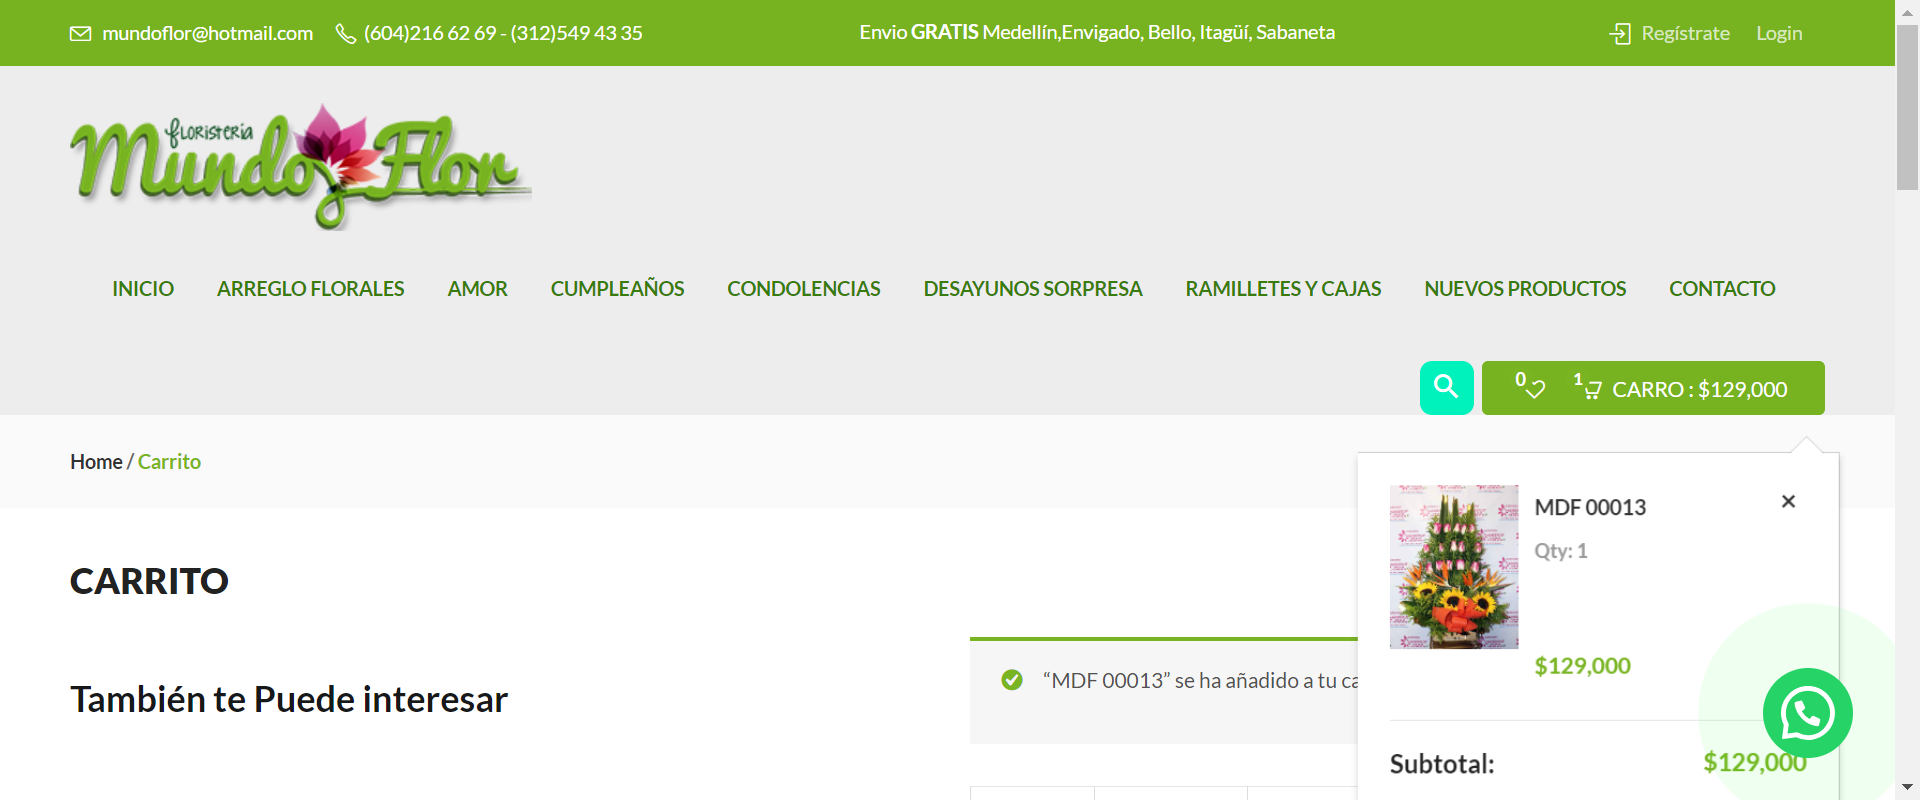 mundoflor@hotmail.com (604)216 62 69 - (312)549 43 35 Envio GRATIS Medellín,Envigado, Bello, Itagüí, Sabaneta Regístrate Login
FLORISTERIA
Mundo Flor
INICIO ARREGLO FLORALES AMOR CUMPLEAÑOS CONDOLENCIAS DESAYUNOS SORPRESA RAMILLETES Y CAJAS NUEVOS PRODUCTOS CONTACTO
0 1 CARRO : $129,000
Home / Carrito
MDF 00013 ×
Qty: 1
$129,000
Subtotal: $129,000
CARRITO
También te Puede interesar
“MDF 00013” se ha añadido a tu ca